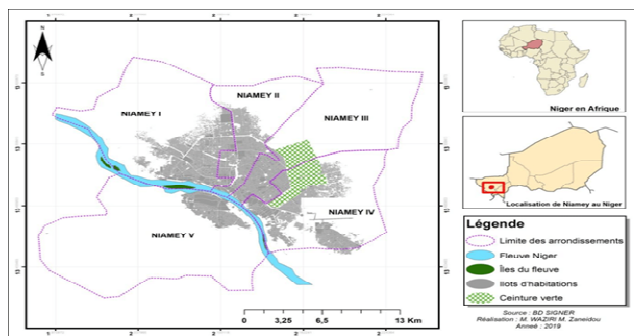 N
NIAMEY I
NIAMEY II
NIAMEY III
NIAMEY IV
NIAMEY V
0 3,25 6,5 13 Km
Niger en Afrique
Localisation de Niamey au Niger
Légende
Limite des arrondissements
Fleuve Niger
Îles du fleuve
Ilots d'habitations
Ceinture verte
Source : BD SIGNEIR
Réalisation : M. WAZIRI M. Zaneidou
Année : 2019